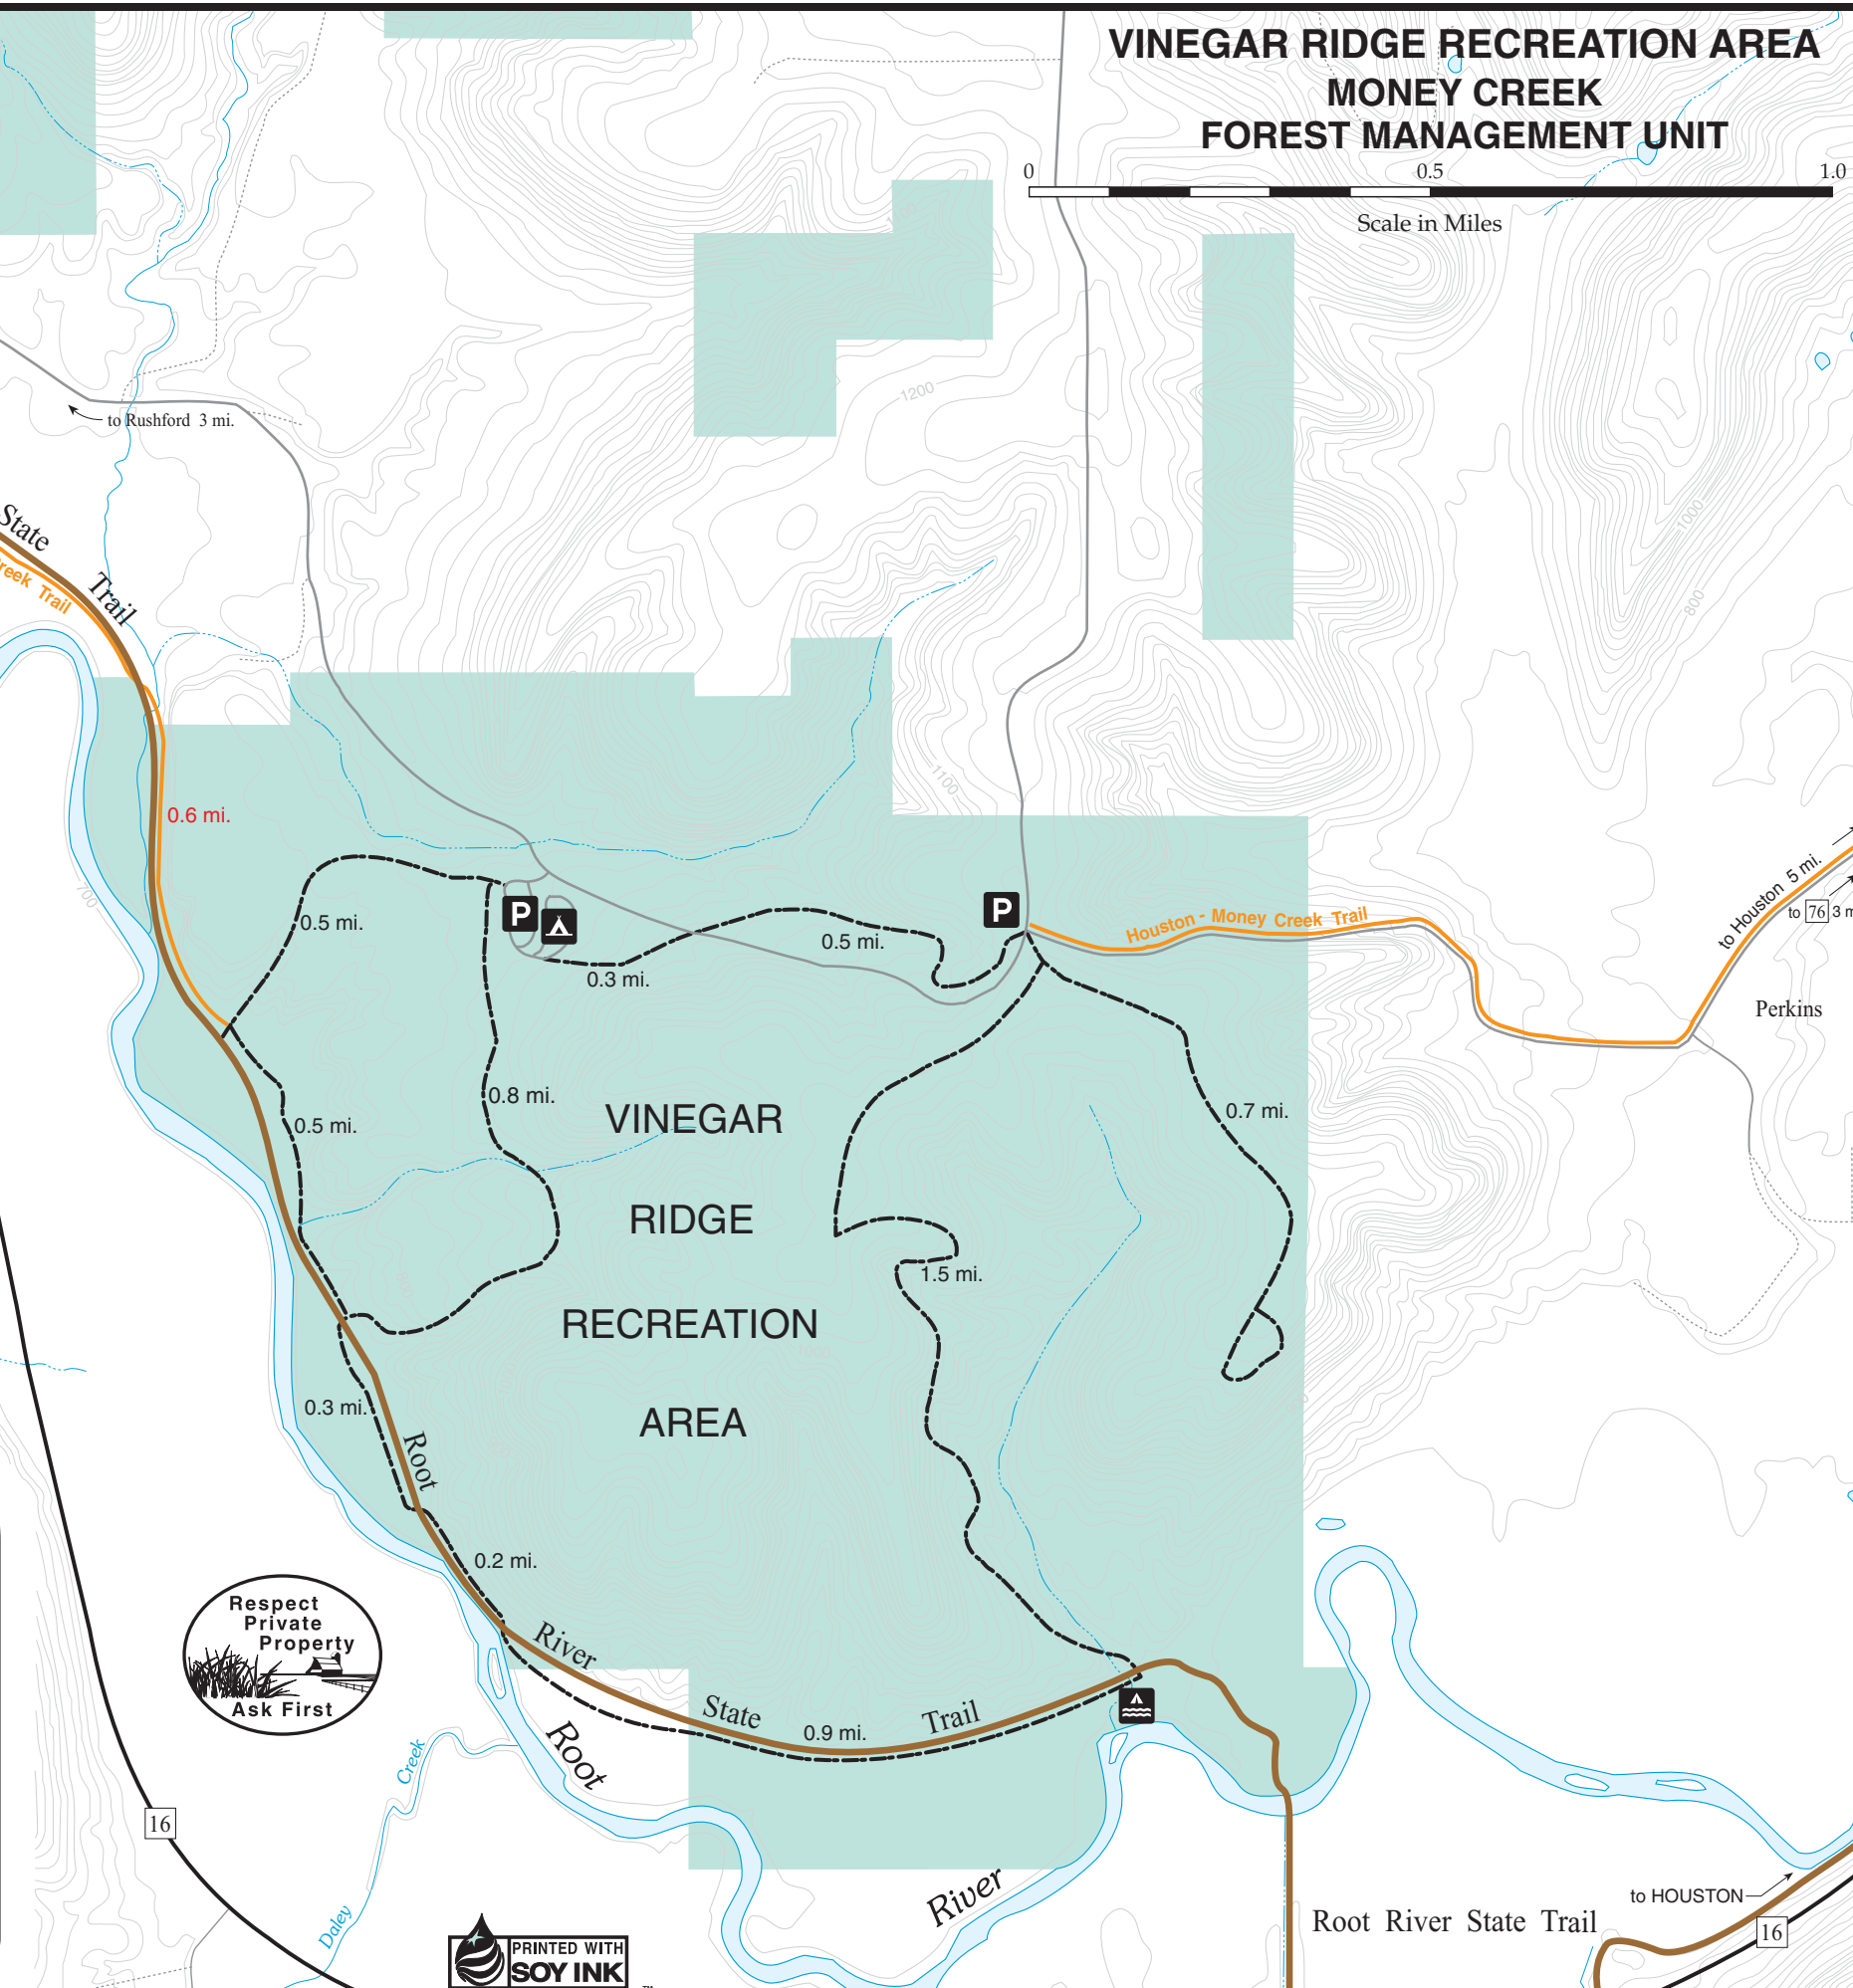 VINEGAR RIDGE RECREATION AREA
MONEY CREEK
FOREST MANAGEMENT UNIT
0 0.5 1.0
Scale in Miles
1200
to Rushford 3 mi.
1000
State
Trail
reek Trail
800
1100
0.6 mi.
700
P
P
0.5 mi.
0.5 mi.
0.3 mi.
Houston - Money Creek Trail
to Houston 5 mi.
to 76 3 m
Perkins
0.8 mi.
0.5 mi.
0.7 mi.
VINEGAR
RIDGE
RECREATION
AREA
1.5 mi.
0.3 mi.
Root
0.2 mi.
River
State
0.9 mi.
Trail
Respect
Private
Property
Ask First
Root
Creek
Daley
16
River
to HOUSTON
Root River State Trail
16
PRINTED WITH
SOY INK
TM